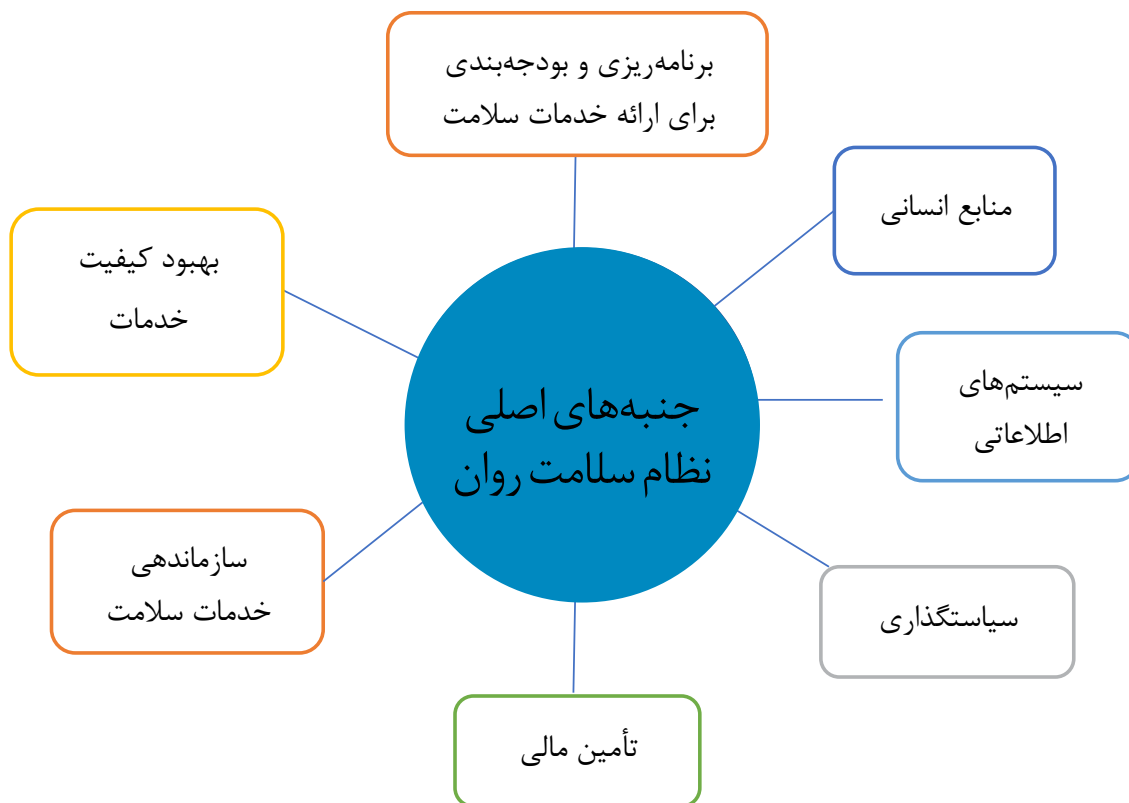 برنامه‌ریزی و بودجه‌بندی
برای ارائه خدمات سلامت
منابع انسانی
بهبود کیفیت
خدمات
سیستم‌های
اطلاعاتی
جنبه‌های اصلی
نظام سلامت روان
سازماندهی
خدمات سلامت
سیاستگذاری
تأمین مالی